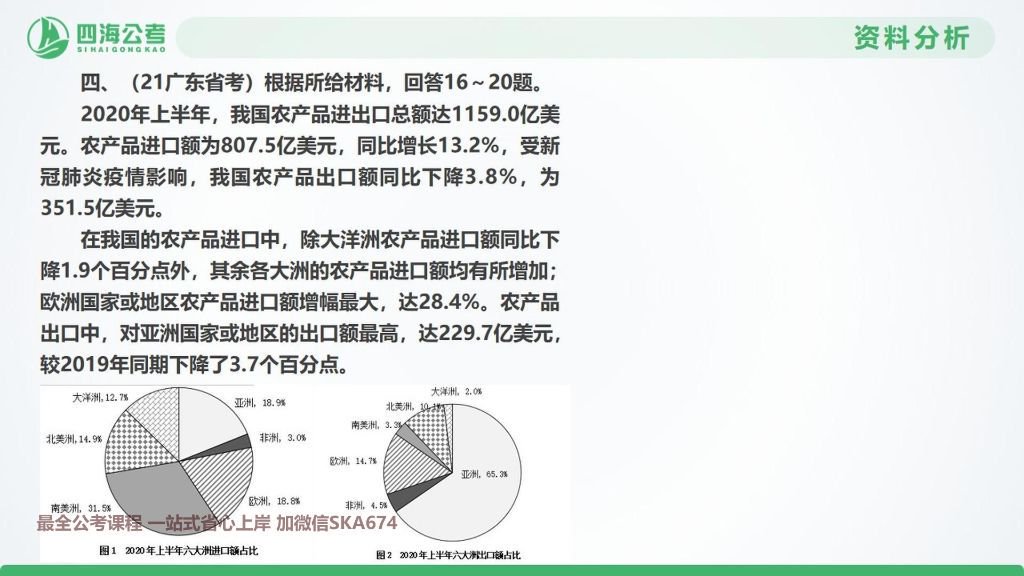 四海公考
SIHAIGONGKAO
资料分析
四、（21广东省考）根据所给材料，回答16～20题。
2020年上半年，我国农产品进出口总额达1159.0亿美
元。农产品进口额为807.5亿美元，同比增长13.2%，受新
冠肺炎疫情影响，我国农产品出口额同比下降3.8%，为
351.5亿美元。
在我国的农产品进口中，除大洋洲农产品进口额同比下
降1.9个百分点外，其余各大洲的农产品进口额均有所增加；
欧洲国家或地区农产品进口额增幅最大，达28.4%。农产品
出口中，对亚洲国家或地区的出口额最高，达229.7亿美元，
较2019年同期下降了3.7个百分点。
大洋洲,12.7%
亚洲, 18.9%
北美洲,14.9%
非洲, 3.0%
南美洲, 31.5%
欧洲, 18.8%
图1 2020年上半年六大洲进口额占比
大洋洲, 2.0%
北美洲, 10.1%
南美洲, 3.3%
欧洲, 14.7%
亚洲, 65.3%
非洲, 4.5%
图2 2020年上半年六大洲出口额占比
最全公考课程 一站式省心上岸 加微信SKA674